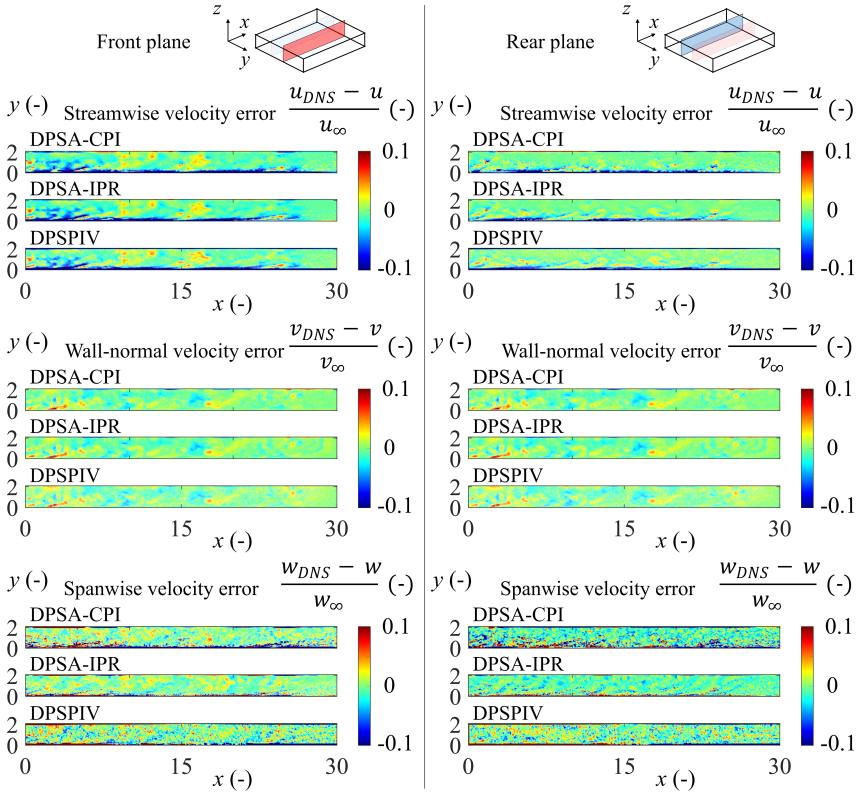 Front plane
z
x
y
y (-)
Streamwise velocity error
u_DNS − u
u_∞
(-)
DPSA-CPI
2
0
DPSA-IPR
2
0
DPSPIV
2
0
0
15
30
x (-)
0.1
0
-0.1
y (-)
Wall-normal velocity error
v_DNS − v
v_∞
(-)
DPSA-CPI
2
0
DPSA-IPR
2
0
DPSPIV
2
0
0
15
30
x (-)
0.1
0
-0.1
y (-)
Spanwise velocity error
w_DNS − w
w_∞
(-)
DPSA-CPI
2
0
DPSA-IPR
2
0
DPSPIV
2
0
0
15
30
x (-)
0.1
0
-0.1
Rear plane
z
x
y
y (-)
Streamwise velocity error
u_DNS − u
u_∞
(-)
DPSA-CPI
2
0
DPSA-IPR
2
0
DPSPIV
2
0
0
15
30
x (-)
0.1
0
-0.1
y (-)
Wall-normal velocity error
v_DNS − v
v_∞
(-)
DPSA-CPI
2
0
DPSA-IPR
2
0
DPSPIV
2
0
0
15
30
x (-)
0.1
0
-0.1
y (-)
Spanwise velocity error
w_DNS − w
w_∞
(-)
DPSA-CPI
2
0
DPSA-IPR
2
0
DPSPIV
2
0
0
15
30
x (-)
0.1
0
-0.1